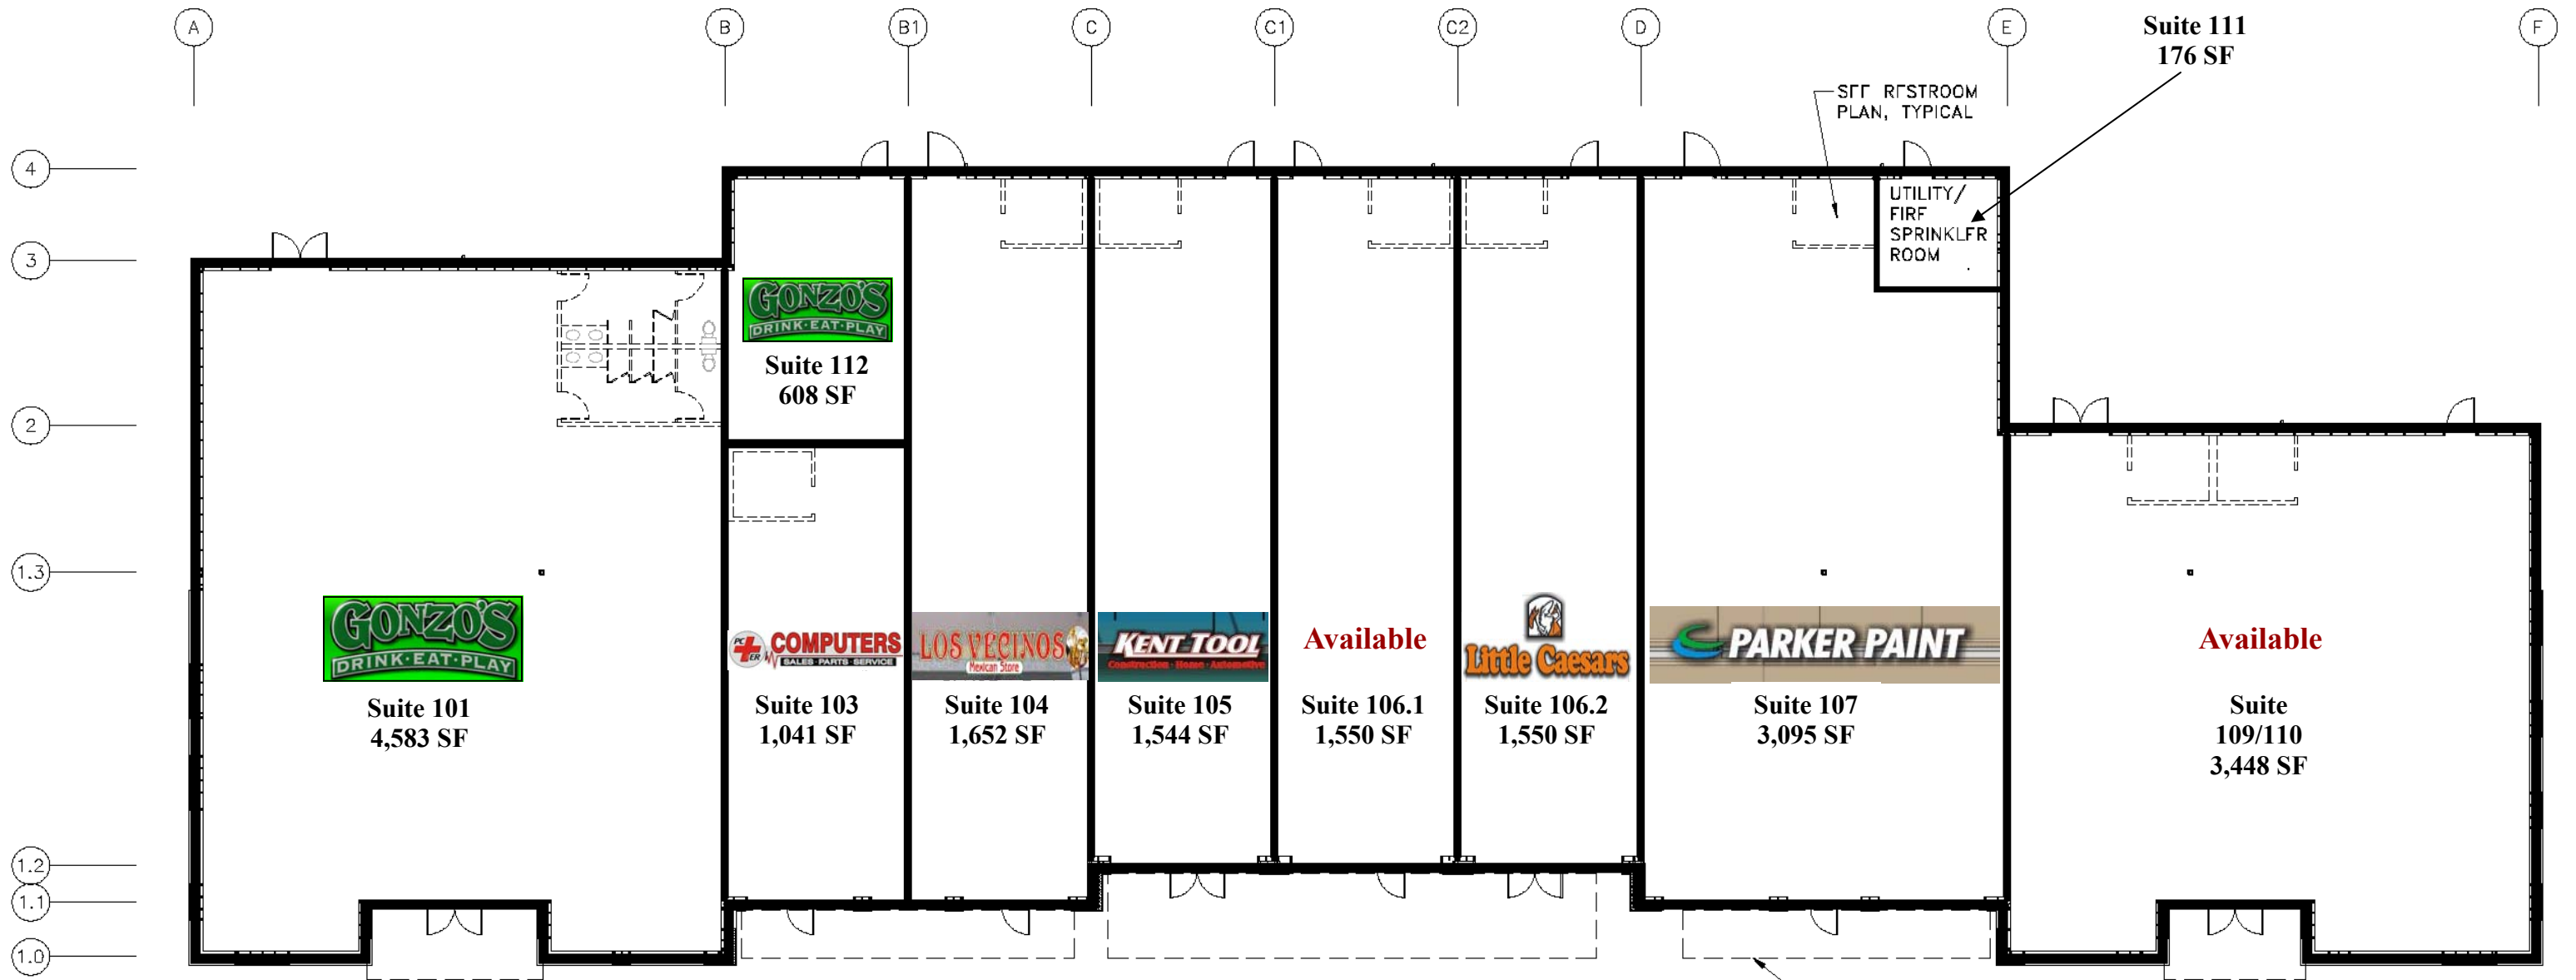 A
B
B1
C
C1
C2
D
E
F
Suite 111
176 SF
SEE RESTROOM
PLAN, TYPICAL
4
3
2
1.3
1.2
1.1
1.0
UTILITY/
FIRE
SPRINKLER
ROOM
GONZO'S
DRINK·EAT·PLAY
Suite 112
608 SF
GONZO'S
DRINK·EAT·PLAY
Suite 101
4,583 SF
PC
ER
COMPUTERS
SALES·PARTS·SERVICE
Suite 103
1,041 SF
LOS VECINOS
Mexican Store
Suite 104
1,652 SF
KENT TOOL
Construction · Home · Automotive
Suite 105
1,544 SF
Available
Suite 106.1
1,550 SF
Little Caesars
Suite 106.2
1,550 SF
PARKER PAINT
Suite 107
3,095 SF
Available
Suite
109/110
3,448 SF